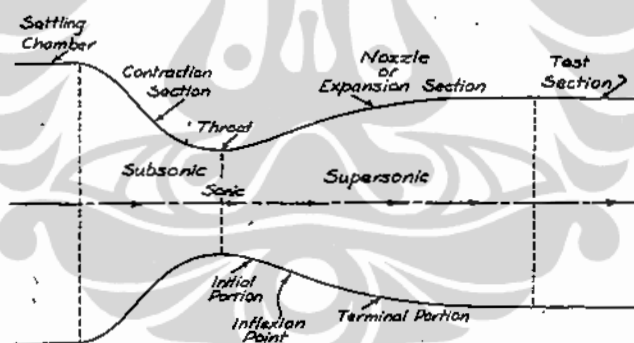 Settling
Chamber
Contraction
Section
Throat
Nozzle
or
Expansion Section
Test
Section
Subsonic
Sonic
Supersonic
Initial
Portion
Inflexion
Point
Terminal Portion